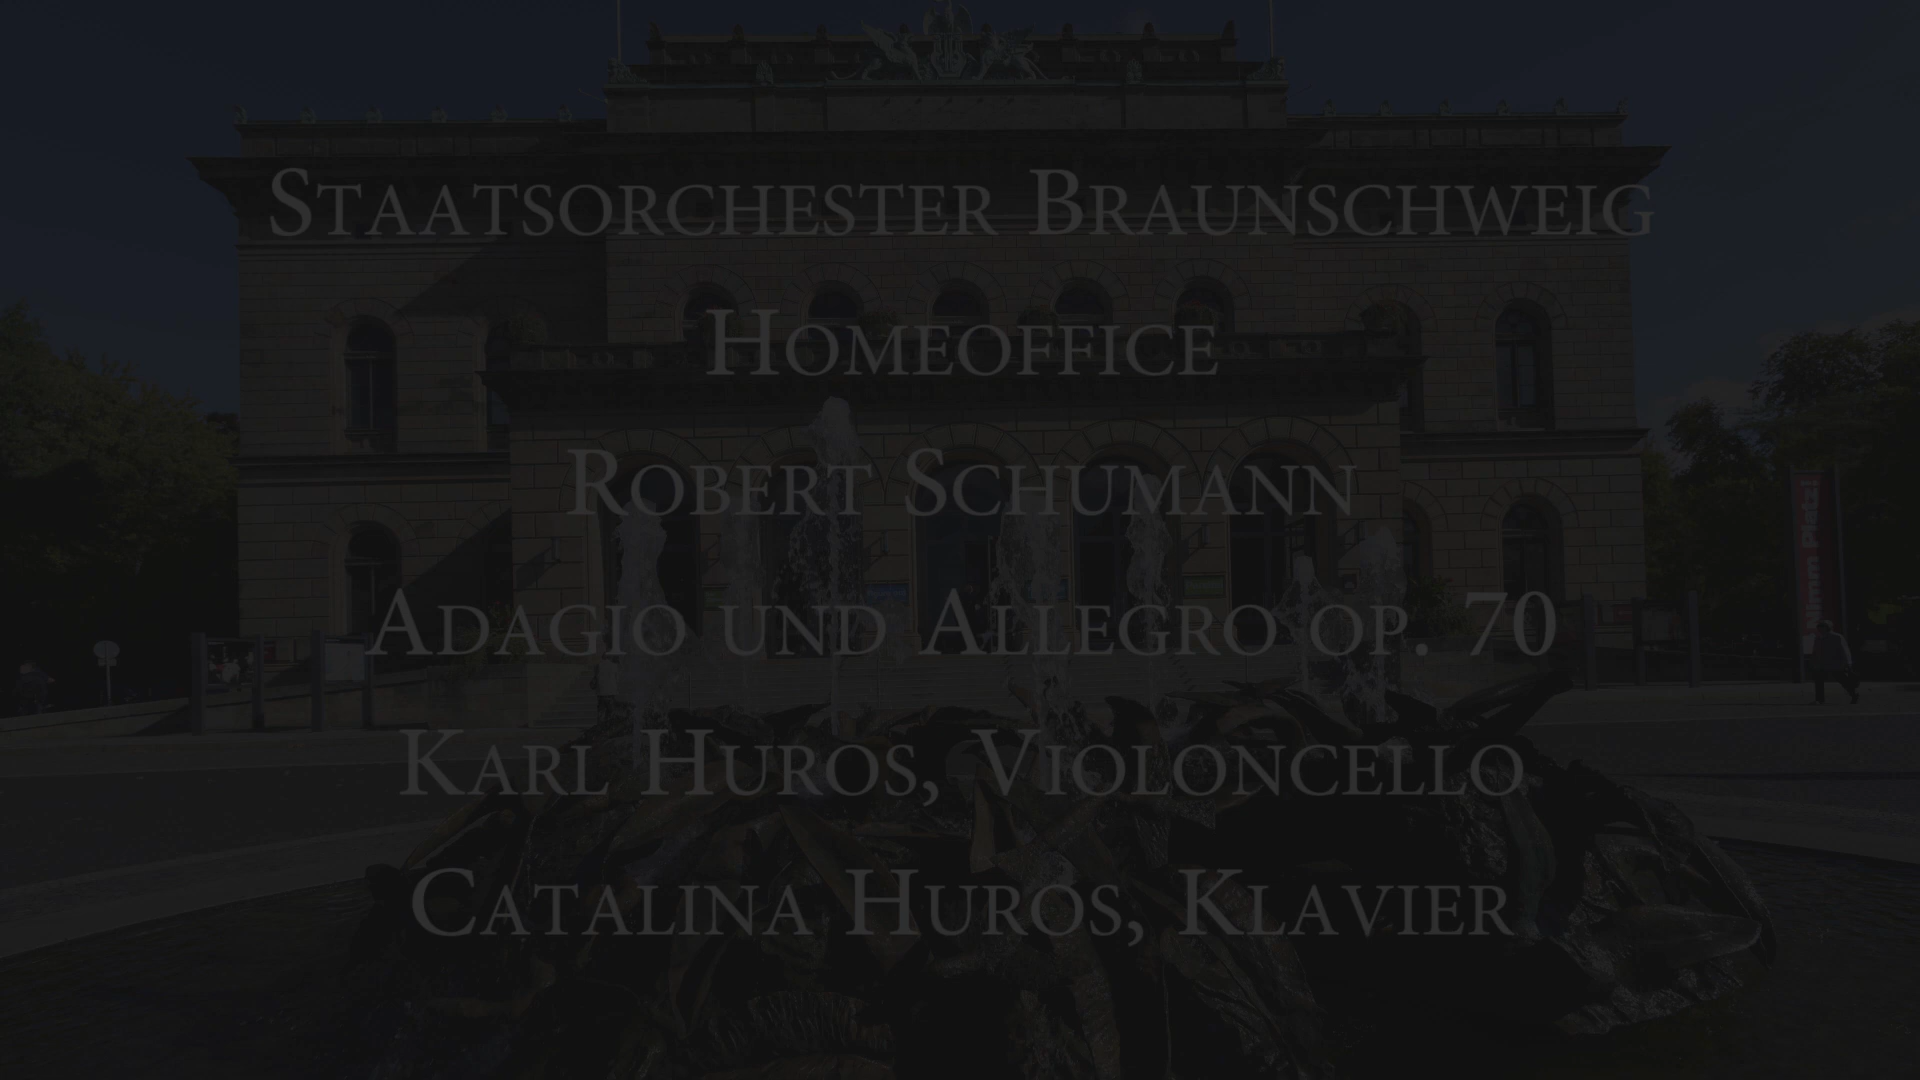 Staatsorchester Braunschweig
Homeoffice
Robert Schumann
Adagio und Allegro op. 70
Karl Huros, Violoncello
Catalina Huros, Klavier